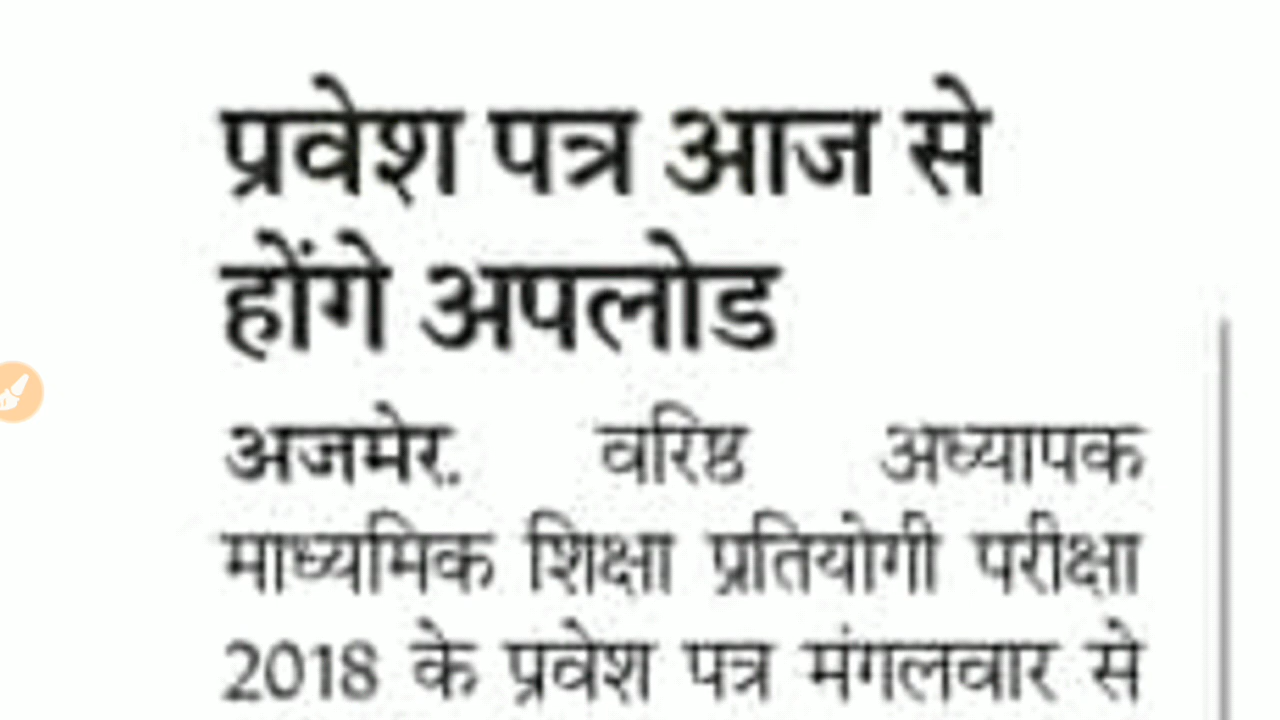 प्रवेश पत्र आज से
होंगे अपलोड
अजमेर. वरिष्ठ अध्यापक
माध्यमिक शिक्षा प्रतियोगी परीक्षा
2018 के प्रवेश पत्र मंगलवार से